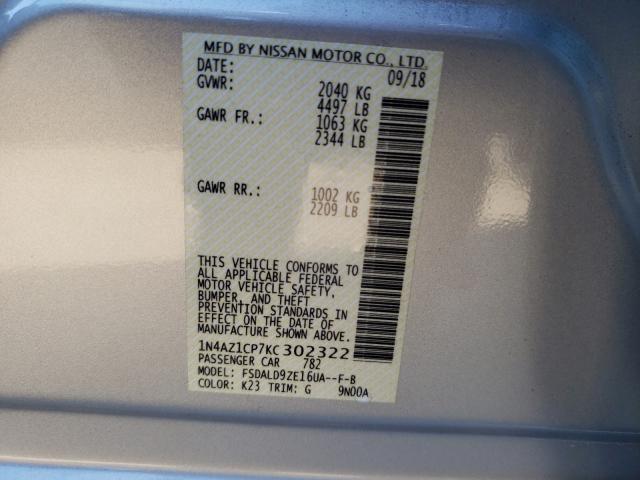 MFD BY NISSAN MOTOR CO., LTD.
DATE: 09/18
GVWR: 2040 KG
4497 LB
GAWR FR.: 1063 KG
2344 LB
GAWR RR.: 1002 KG
2209 LB
THIS VEHICLE CONFORMS TO
ALL APPLICABLE FEDERAL
MOTOR VEHICLE SAFETY,
BUMPER, AND THEFT
PREVENTION STANDARDS IN
EFFECT ON THE DATE OF
MANUFACTURE SHOWN ABOVE.
1N4AZ1CP7KC302322
PASSENGER CAR 782
MODEL: FSDALD9ZE16UA--F-B
COLOR: K23 TRIM: G 9N00A